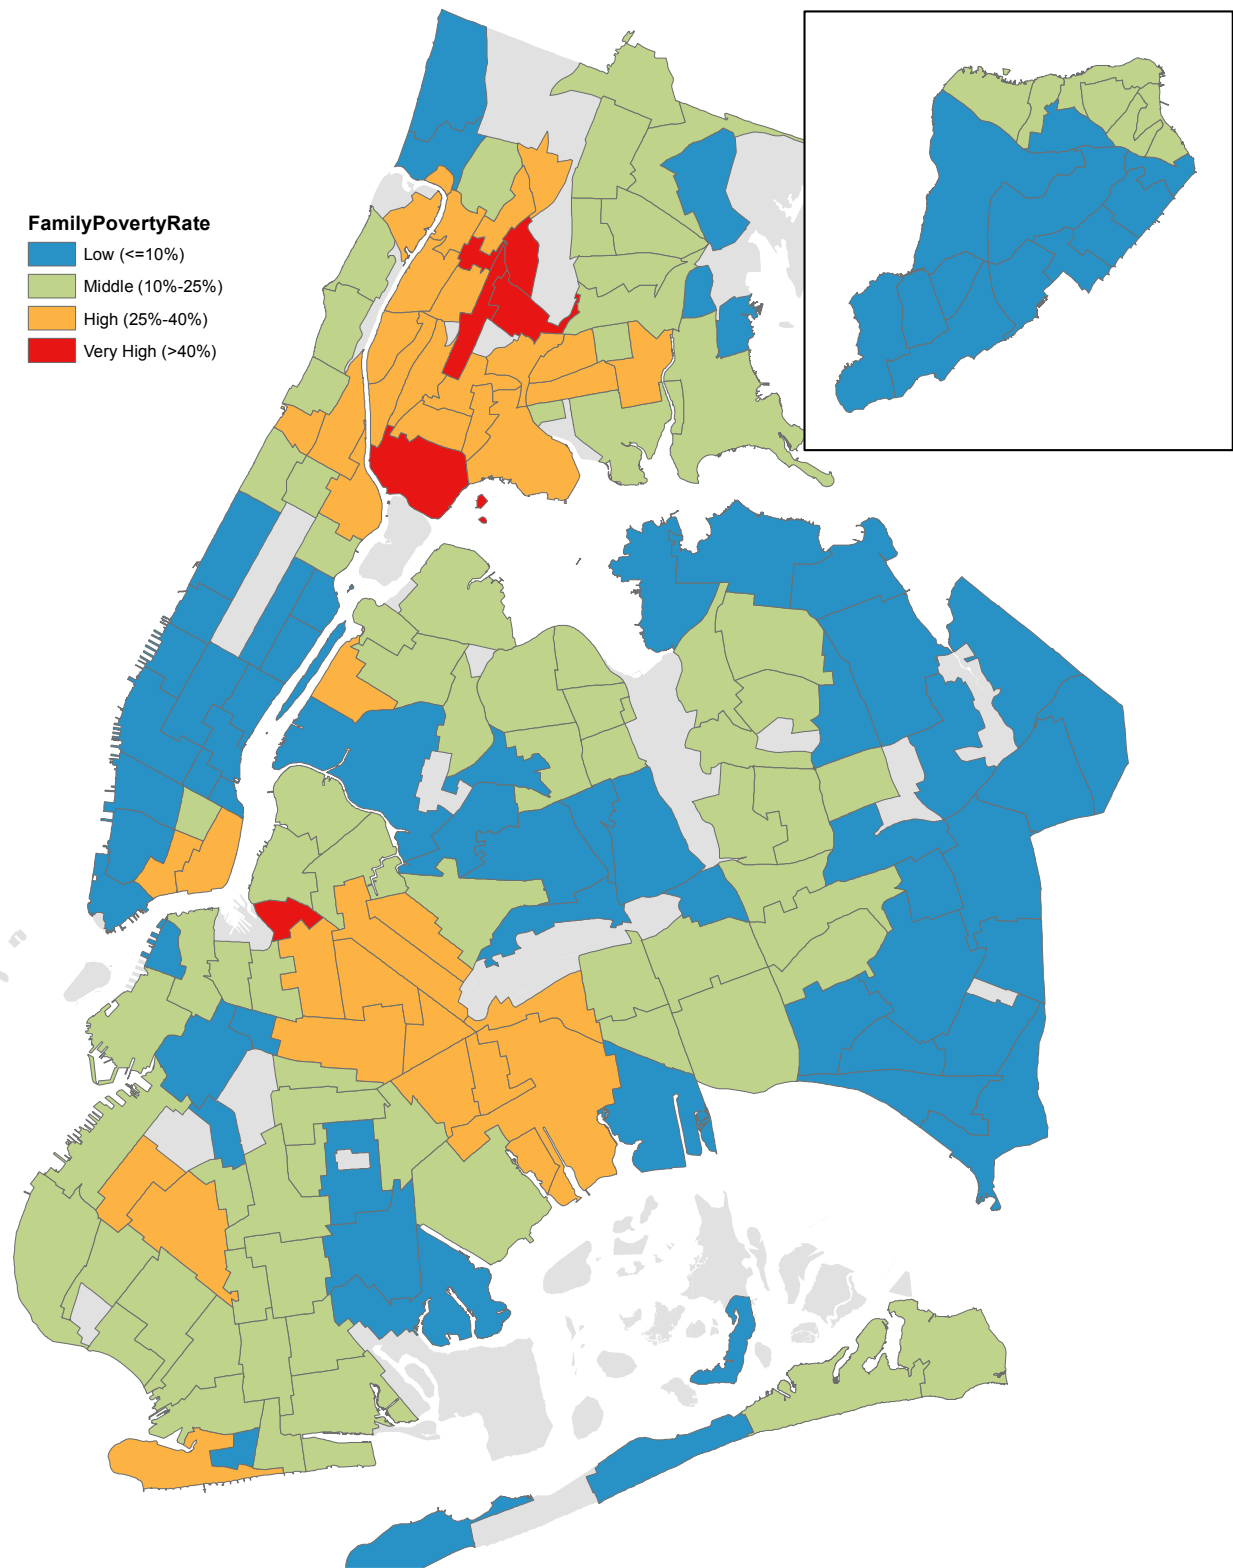 FamilyPovertyRate
Low (<=10%)
Middle (10%-25%)
High (25%-40%)
Very High (>40%)